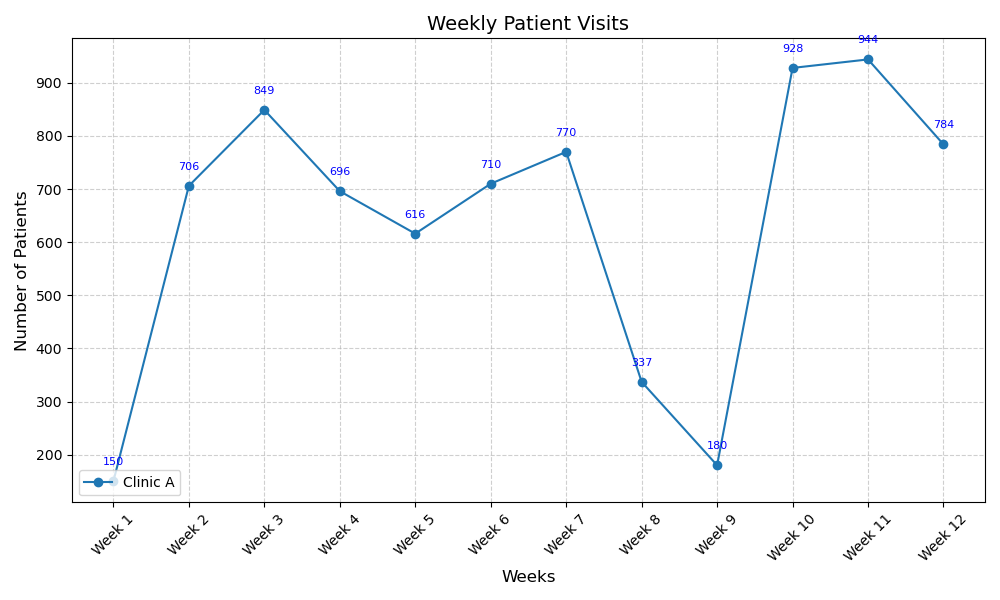 Weekly Patient Visits
Number of Patients
900
800
700
600
500
400
300
200
150
706
849
696
616
710
770
337
180
928
944
784
Clinic A
Week 1
Week 2
Week 3
Week 4
Week 5
Week 6
Week 7
Week 8
Week 9
Week 10
Week 11
Week 12
Weeks